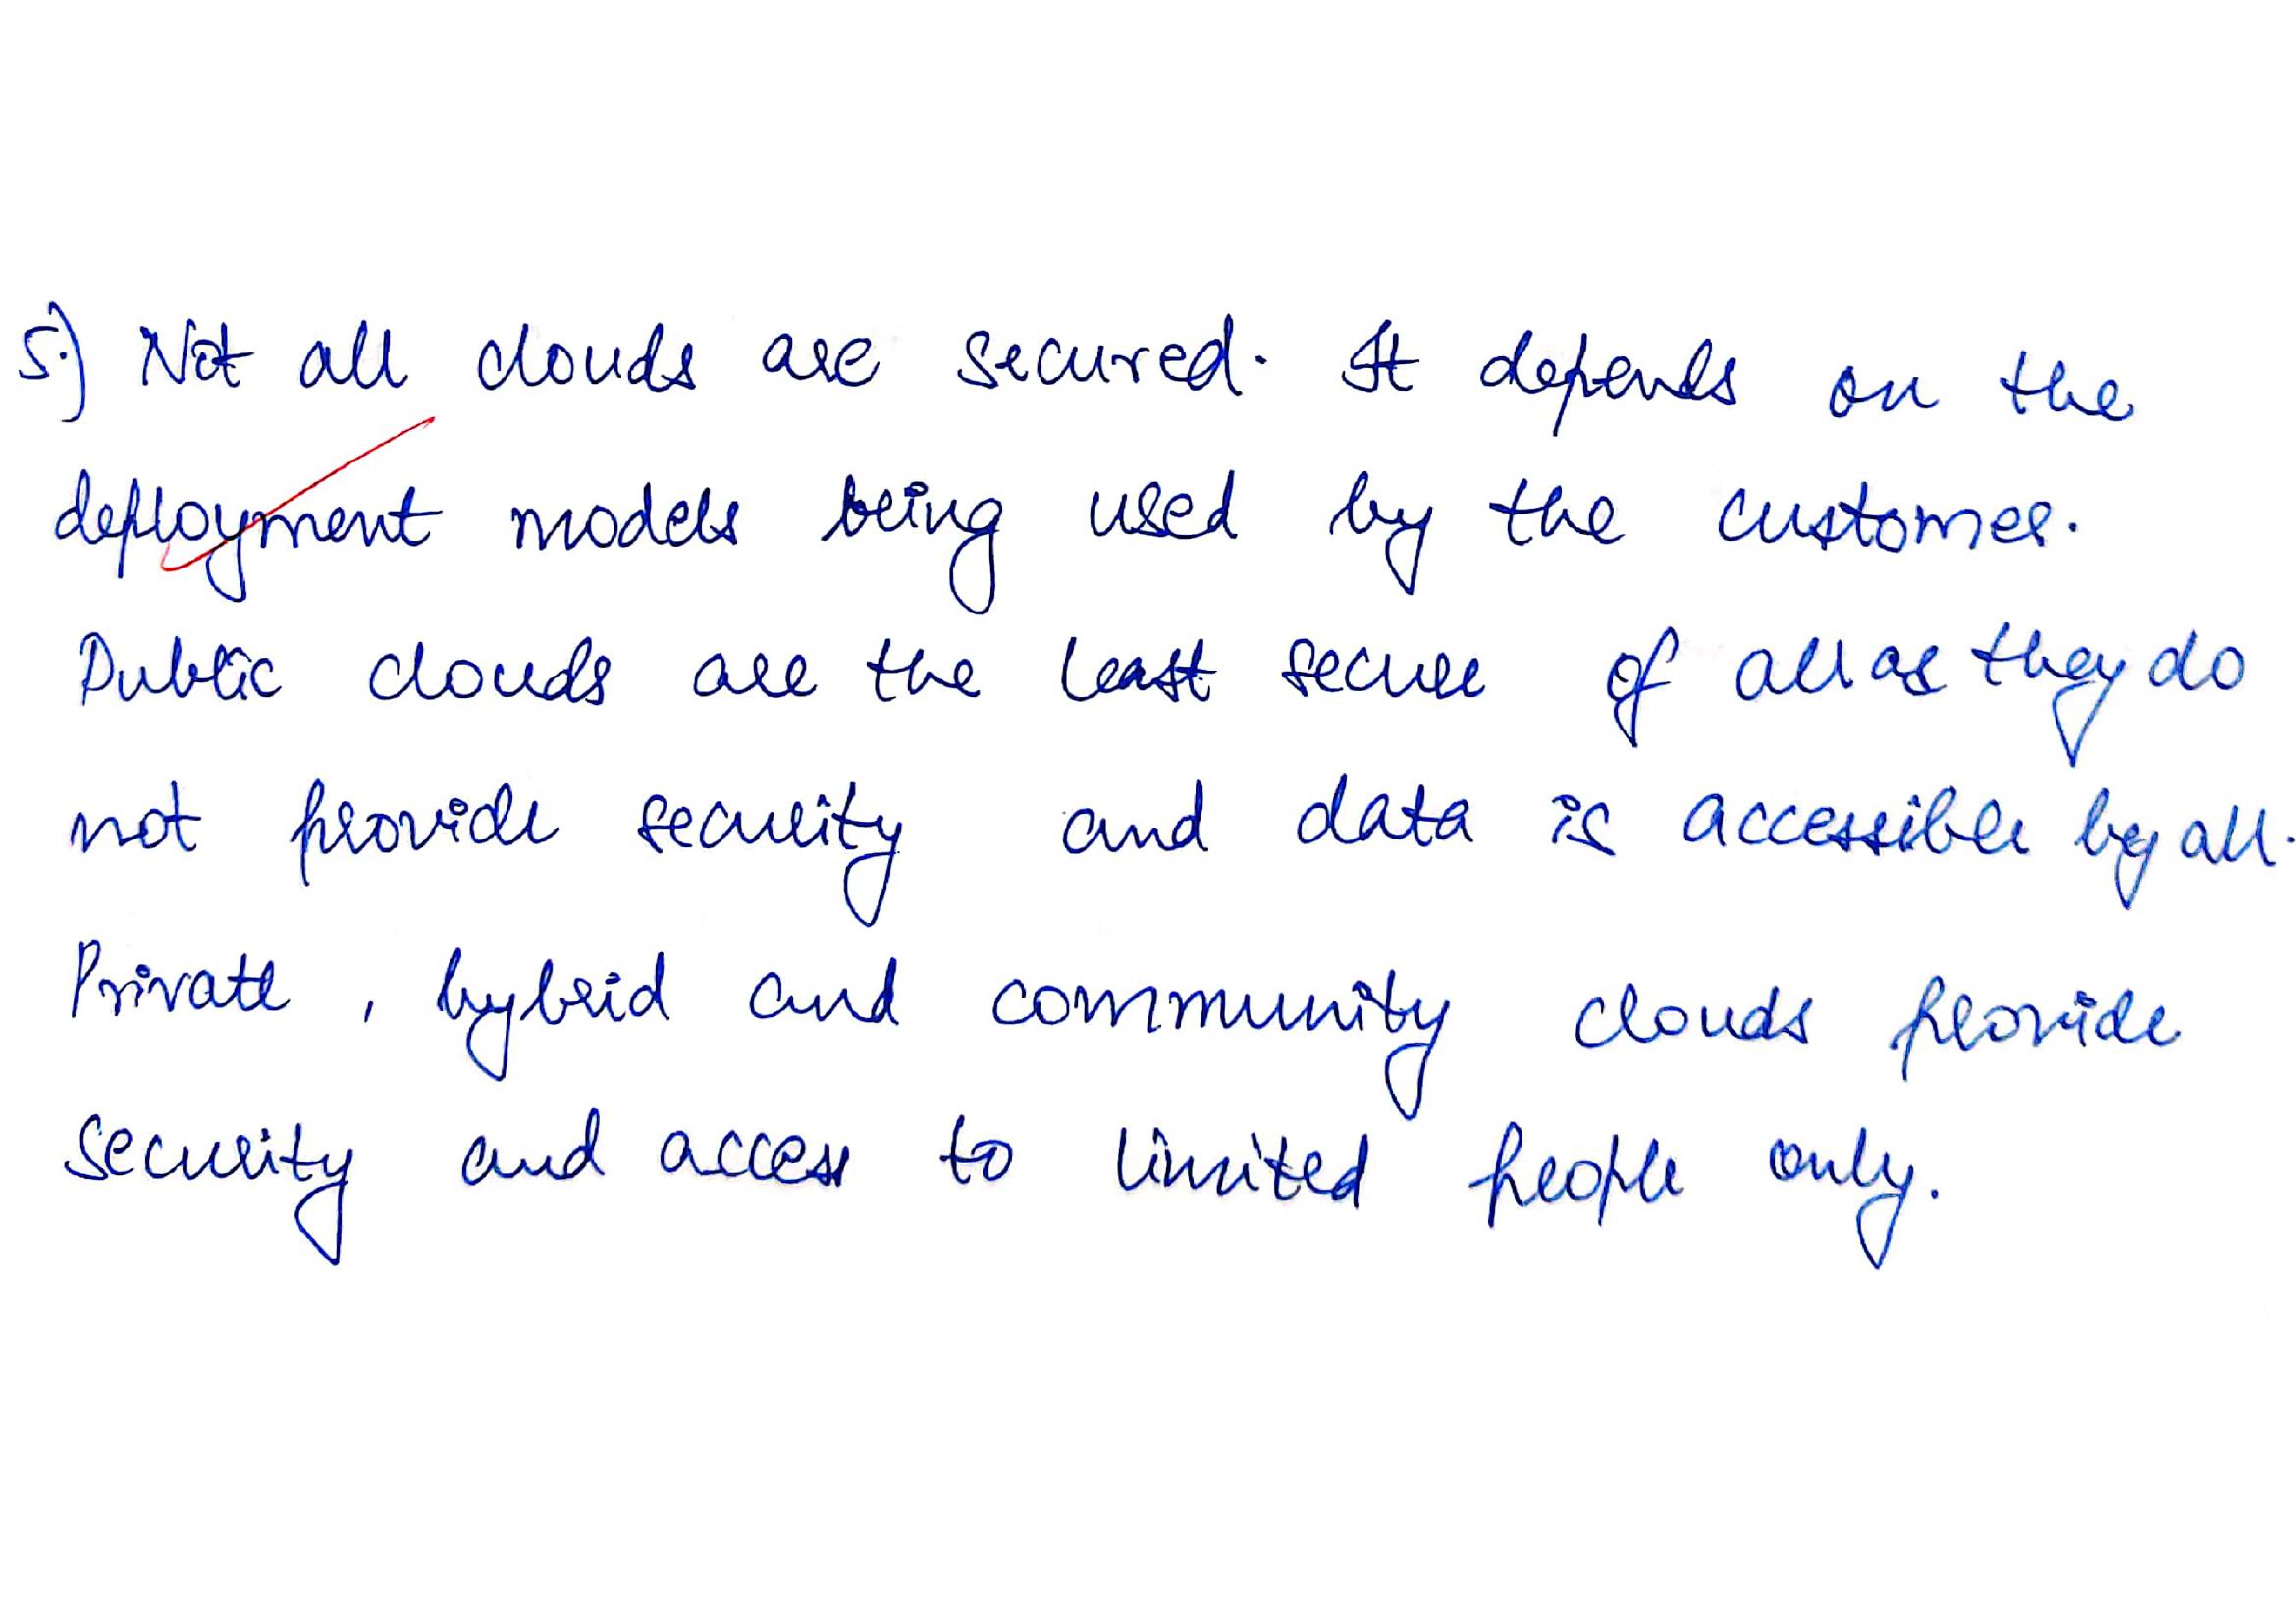 5.) Not all clouds are secured. It depends on the
deployment models being used by the customer.
Public clouds are the least secure of all as they do
not provide security and data is accessible by all.
Private, hybrid and community clouds provide
security and access to limited people only.